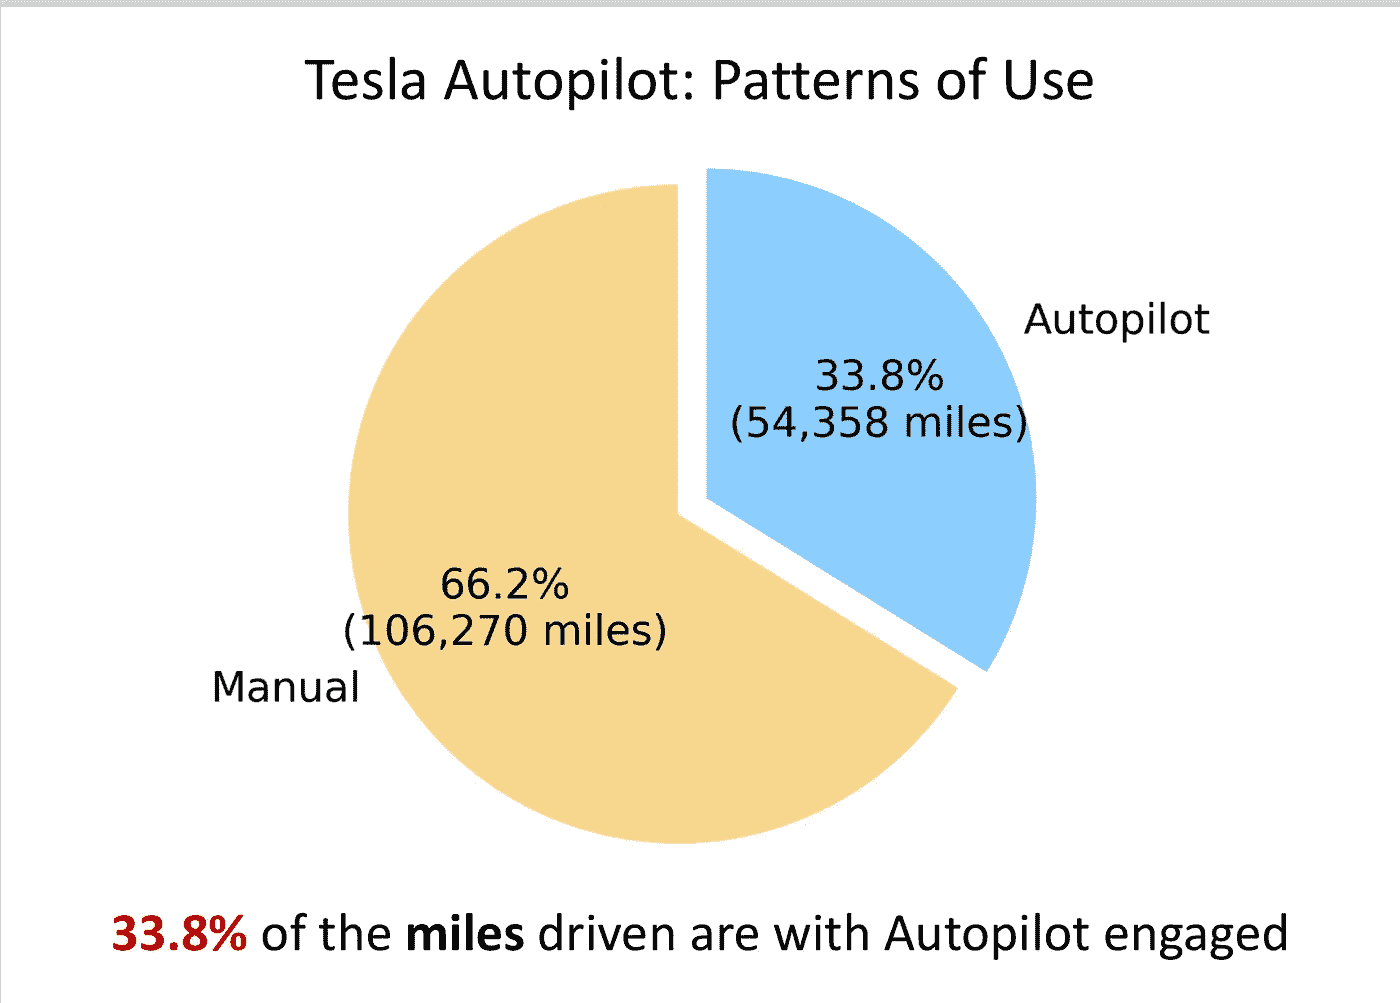 Tesla Autopilot: Patterns of Use
Autopilot
33.8%
(54,358 miles)
66.2%
(106,270 miles)
Manual
33.8% of the miles driven are with Autopilot engaged